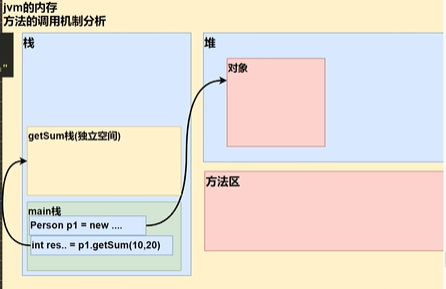 jvm的内存
方法的调用机制分析
栈
堆
对象
getSum栈(独立空间)
方法区
main栈
Person p1 = new ....
int res.. = p1.getSum(10,20)
"